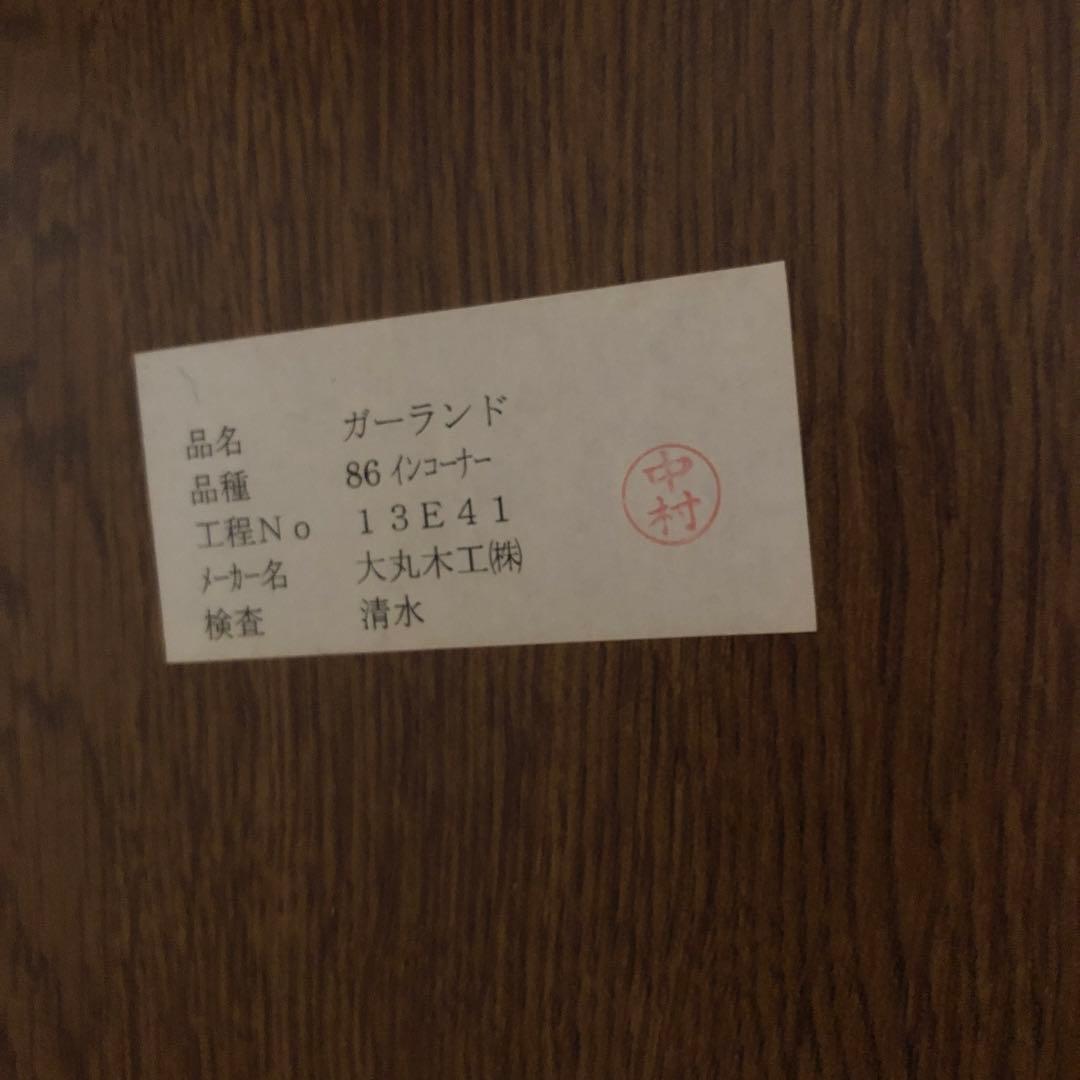 品名 ガーランド
品種 86 ｲﾝｺｰﾅｰ
工程Ｎｏ １３Ｅ４１
ﾒｰｶｰ名 大丸木工㈱
検査 清水
中村